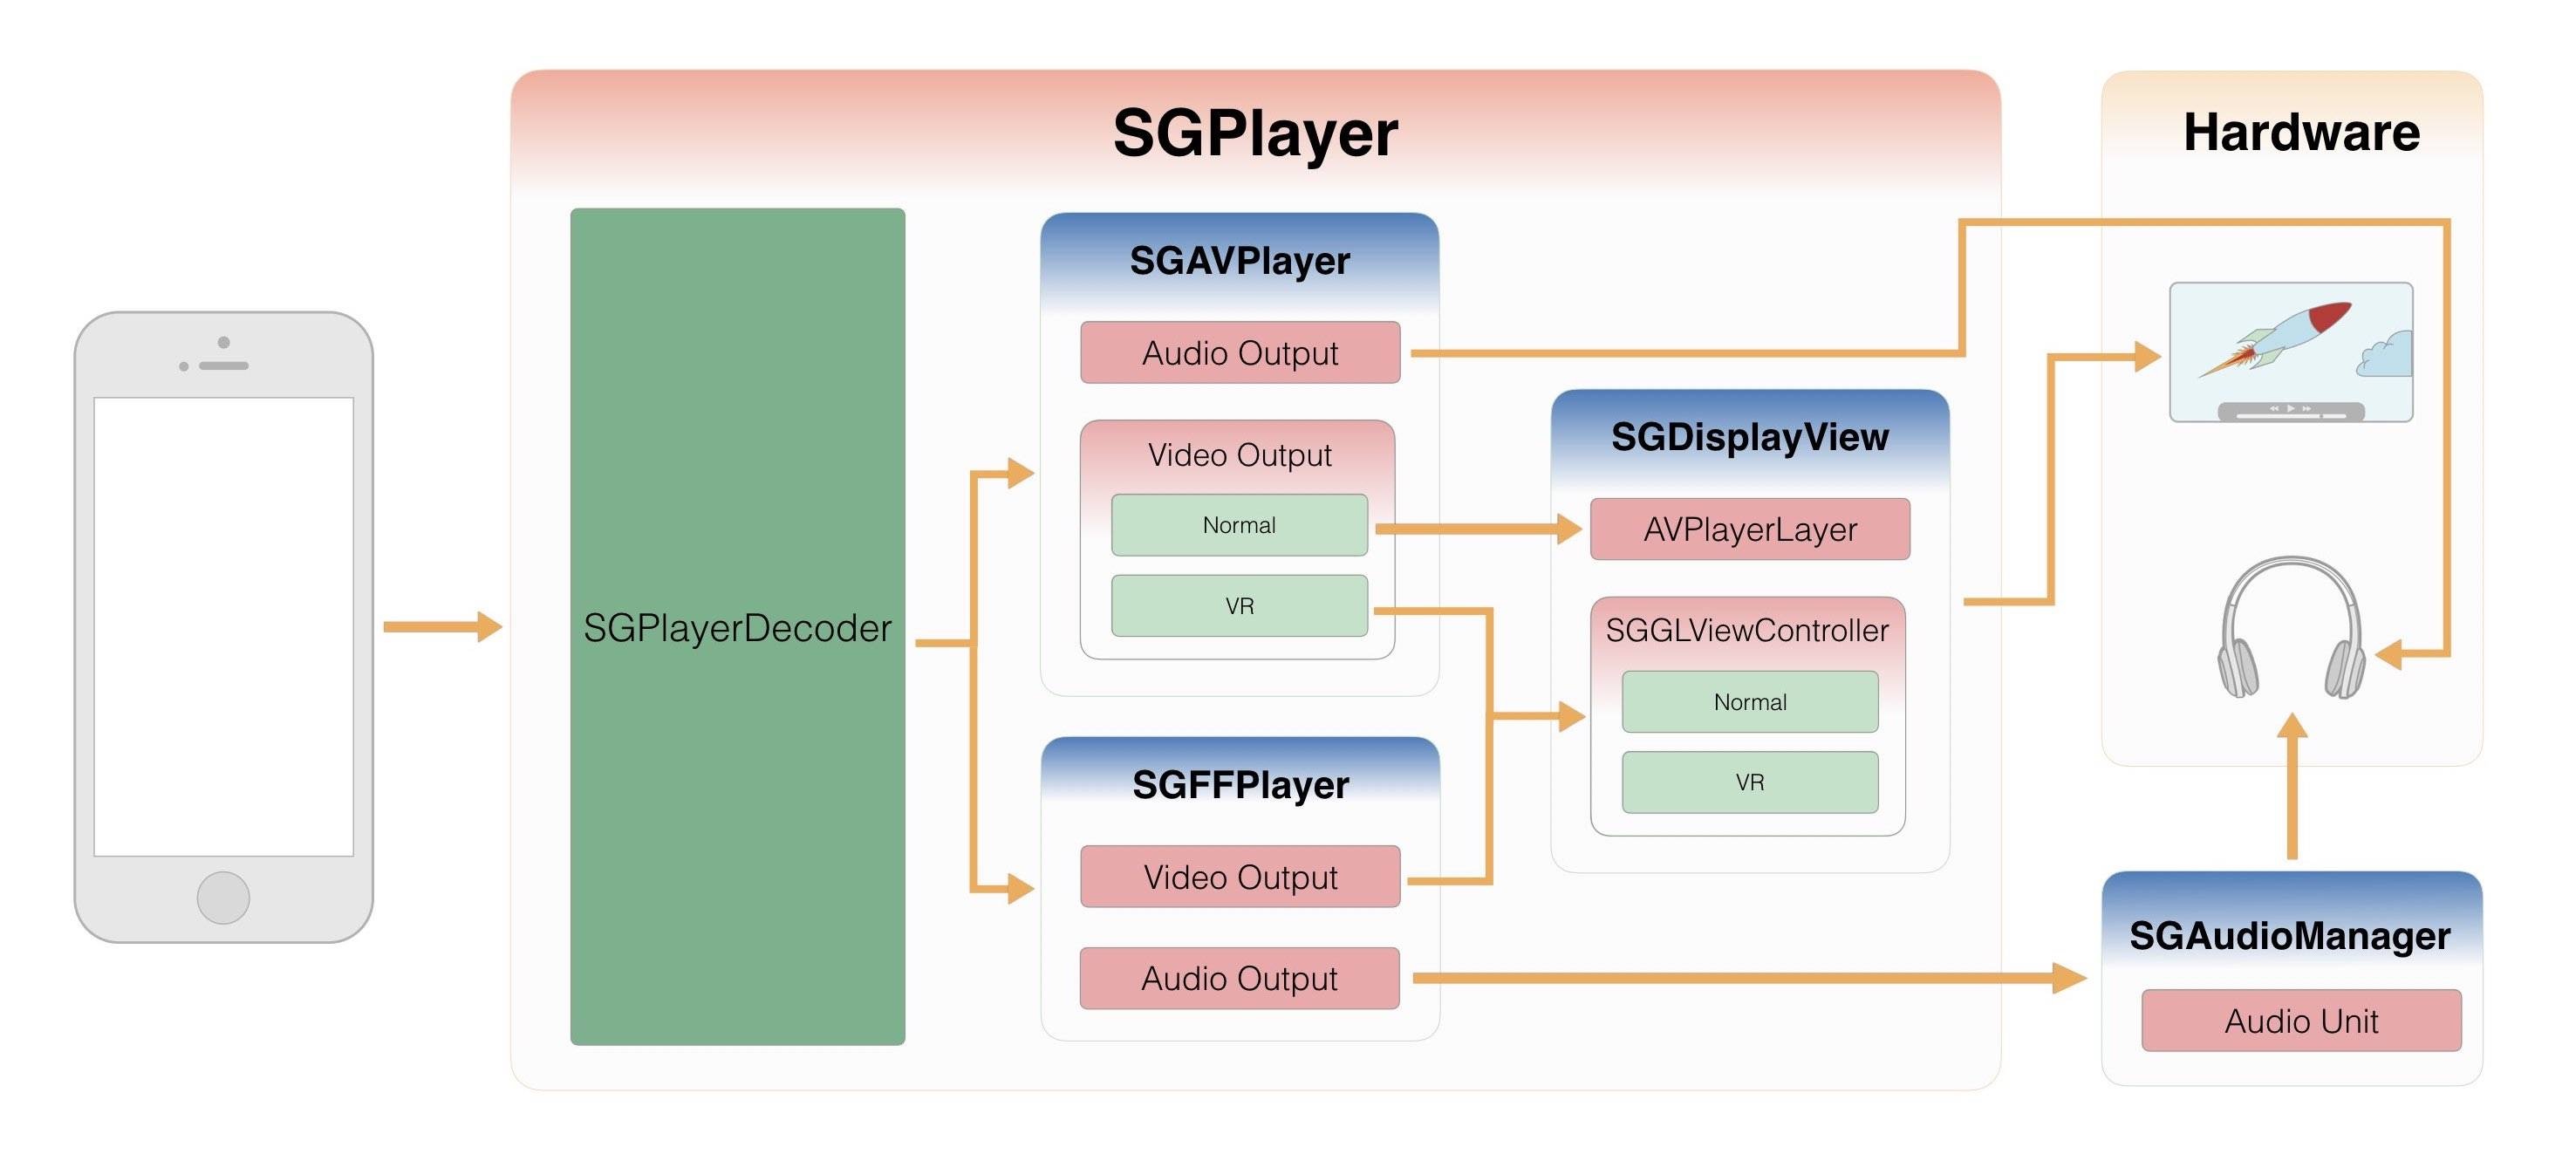 SGPlayer
Hardware
SGPlayerDecoder
SGAVPlayer
Audio Output
Video Output
Normal
VR
SGFFPlayer
Video Output
Audio Output
SGDisplayView
AVPlayerLayer
SGGLViewController
Normal
VR
SGAudioManager
Audio Unit